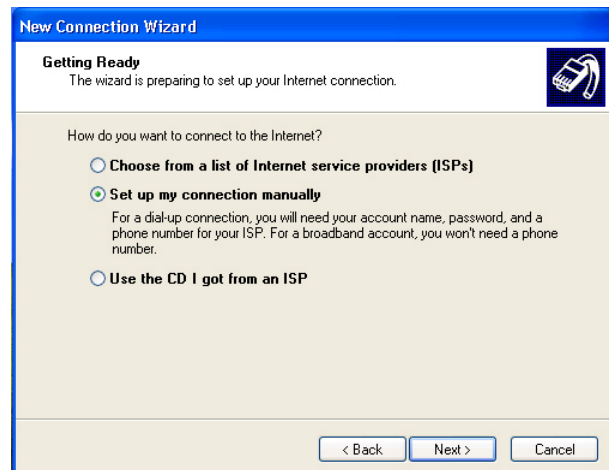 New Connection Wizard
Getting Ready
The wizard is preparing to set up your Internet connection.
How do you want to connect to the Internet?
Choose from a list of Internet service providers (ISPs)
Set up my connection manually
For a dial-up connection, you will need your account name, password, and a
phone number for your ISP. For a broadband account, you won't need a phone
number.
Use the CD I got from an ISP
< Back
Next >
Cancel